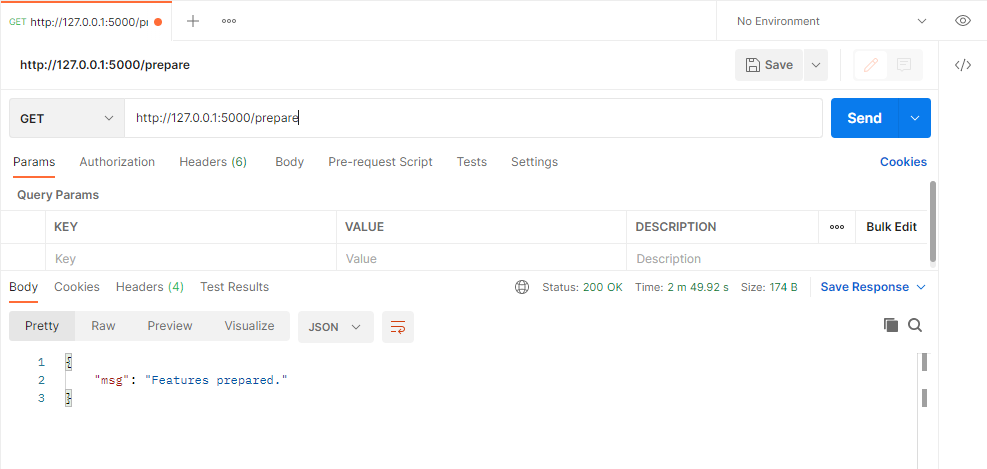 GET http://127.0.0.1:5000/pr
No Environment
http://127.0.0.1:5000/prepare
Save
GET http://127.0.0.1:5000/prepare Send
Params Authorization Headers (6) Body Pre-request Script Tests Settings Cookies
Query Params
KEY VALUE DESCRIPTION Bulk Edit
Key Value Description
Body Cookies Headers (4) Test Results Status: 200 OK Time: 2 m 49.92 s Size: 174 B Save Response
Pretty Raw Preview Visualize JSON
1 {
2 "msg": "Features prepared."
3 }